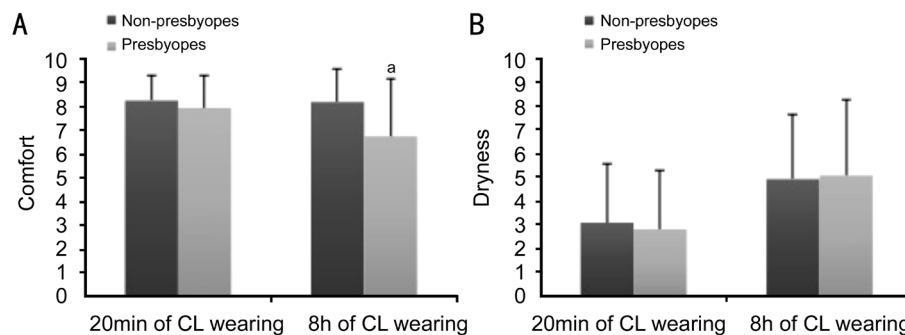 A
Non-presbyopes
Presbyopes
10
9
8
7
6
5
4
3
2
1
0
Comfort
a
20min of CL wearing
8h of CL wearing
B
Non-presbyopes
Presbyopes
10
9
8
7
6
5
4
3
2
1
0
Dryness
20min of CL wearing
8h of CL wearing